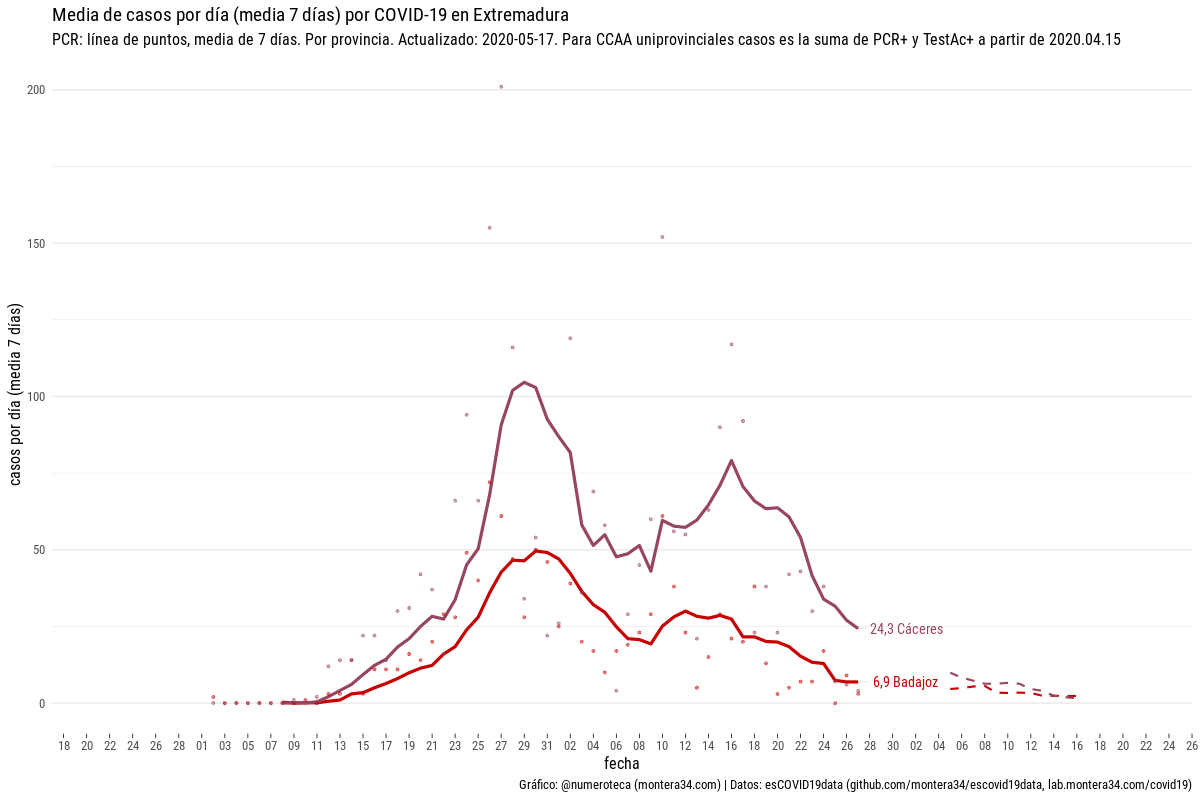 Media de casos por día (media 7 días) por COVID-19 en Extremadura
PCR: línea de puntos, media de 7 días. Por provincia. Actualizado: 2020-05-17. Para CCAA uniprovinciales casos es la suma de PCR+ y TestAc+ a partir de 2020.04.15
casos por día (media 7 días)
200
150
100
50
0
24,3 Cáceres
6,9 Badajoz
18 20 22 24 26 28 01 03 05 07 09 11 13 15 17 19 21 23 25 27 29 31 02 04 06 08 10 12 14 16 18 20 22 24 26 28 30 02 04 06 08 10 12 14 16 18 20 22 24 26
fecha
Gráfico: @numeroteca (montera34.com) | Datos: esCOVID19data (github.com/montera34/escovid19data, lab.montera34.com/covid19)